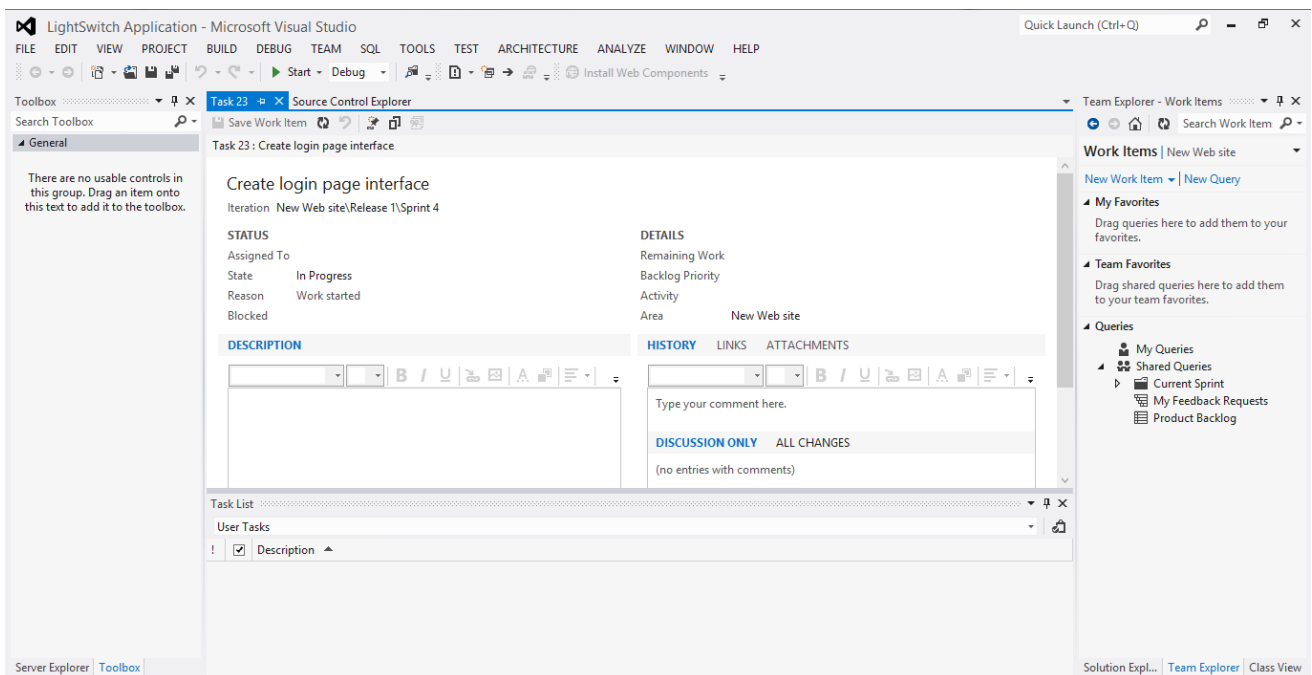 LightSwitch Application - Microsoft Visual Studio
Quick Launch (Ctrl+Q)
FILE EDIT VIEW PROJECT BUILD DEBUG TEAM SQL TOOLS TEST ARCHITECTURE ANALYZE WINDOW HELP
Start Debug Install Web Components
Toolbox
Search Toolbox
General
There are no usable controls in
this group. Drag an item onto
this text to add it to the toolbox.
Server Explorer Toolbox
Task 23 Source Control Explorer
Save Work Item
Task 23 : Create login page interface
Create login page interface
Iteration New Web site\Release 1\Sprint 4
STATUS
Assigned To
State In Progress
Reason Work started
Blocked
DETAILS
Remaining Work
Backlog Priority
Activity
Area New Web site
DESCRIPTION
B I U A
HISTORY LINKS ATTACHMENTS
B I U A
Type your comment here.
DISCUSSION ONLY ALL CHANGES
(no entries with comments)
Task List
User Tasks
! Description
Team Explorer - Work Items
Search Work Item
Work Items | New Web site
New Work Item | New Query
My Favorites
Drag queries here to add them to your
favorites.
Team Favorites
Drag shared queries here to add them
to your team favorites.
Queries
My Queries
Shared Queries
Current Sprint
My Feedback Requests
Product Backlog
Solution Expl... Team Explorer Class View